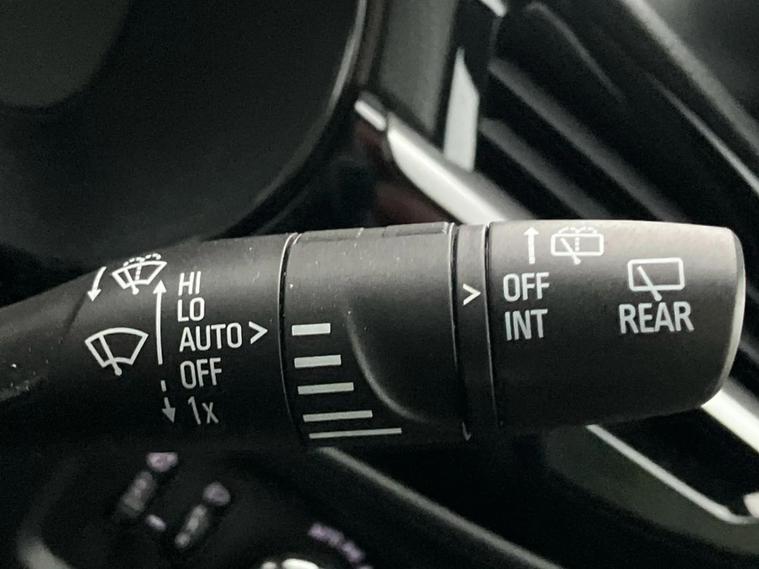 HI
LO
AUTO >
OFF
1x
>
OFF
INT
REAR